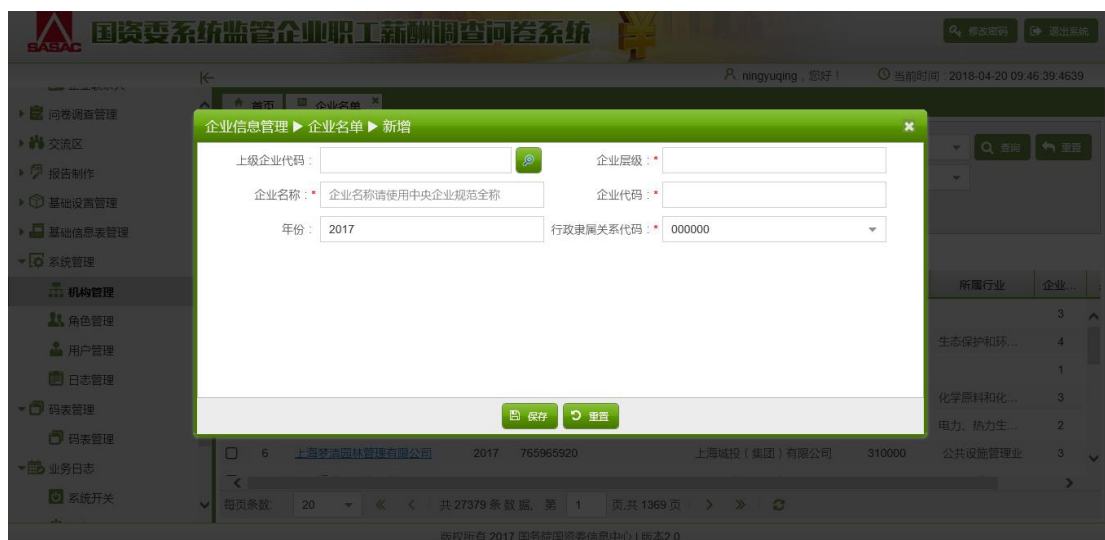 SASAC 国资委系统监管企业职工薪酬调查问卷系统 修改密码 退出系统
ningyuqing，您好！ 当前时间：2018-04-20 09:46:39:4639
问卷调查管理
交流区
报告制作
基础设置管理
基础信息表管理
系统管理
机构管理
角色管理
用户管理
日志管理
码表管理
码表管理
业务日志
系统开关
首页 企业名单
查询 重置
企业信息管理 ▶ 企业名单 ▶ 新增
上级企业代码： 企业层级：*
企业名称：* 企业名称请使用中央企业规范全称 企业代码：*
年份： 2017 行政隶属关系代码：* 000000
保存 重置
所属行业 企业...
3
生态保护和环... 4
1
化学原料和化... 3
电力、热力生... 2
6 上海梦清园林管理有限公司 2017 765965920 上海城投（集团）有限公司 310000 公共设施管理业 3
每页条数: 20 共 27379 条数据, 第 1 页,共 1369 页
版权所有 2017 国务院国资委信息中心 | 版本2.0